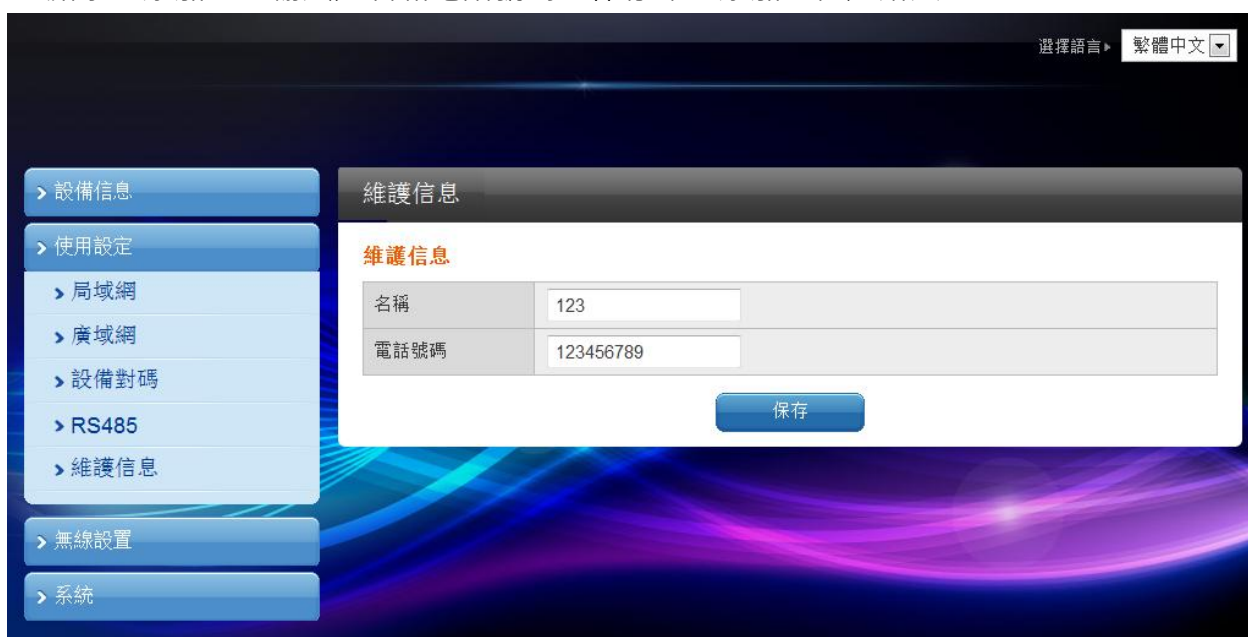 選擇語言
繁體中文
設備信息
使用設定
局域網
廣域網
設備對碼
RS485
維護信息
無線設置
系統
維護信息
維護信息
名稱 123
電話號碼 123456789
保存